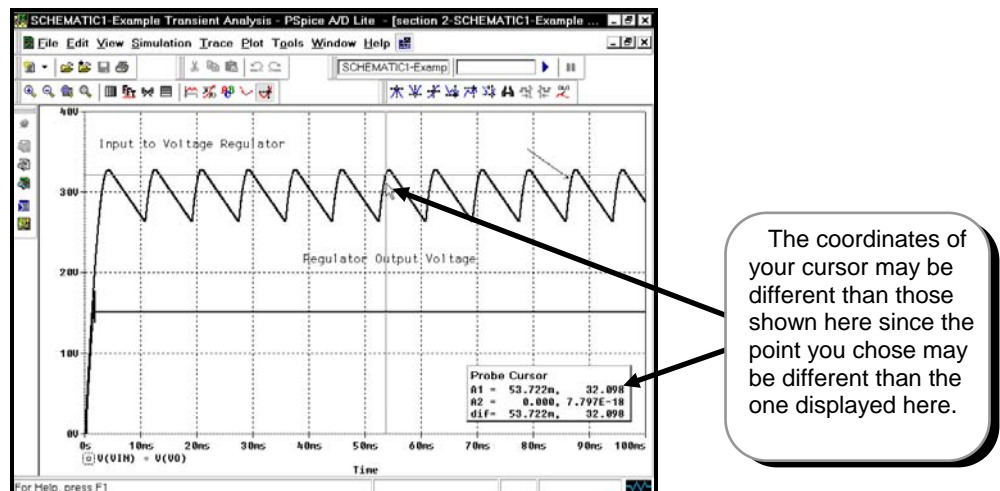 SCHEMATIC1-Example Transient Analysis - PSpice A/D Lite - [section 2-SCHEMATIC1-Example ...
File Edit View Simulation Trace Plot Tools Window Help
SCHEMATIC1-Examp
40V
Input to Voltage Regulator
30V
Regulator Output Voltage
20V
10V
Probe Cursor
A1 = 53.722m, 32.098
A2 = 0.000, 7.797E-18
dif= 53.722m, 32.098
0V
0s 10ms 20ms 30ms 40ms 50ms 60ms 70ms 80ms 90ms 100ms
V(VIN) V(VO)
Time
For Help, press F1
The coordinates of
your cursor may be
different than those
shown here since the
point you chose may
be different than the
one displayed here.